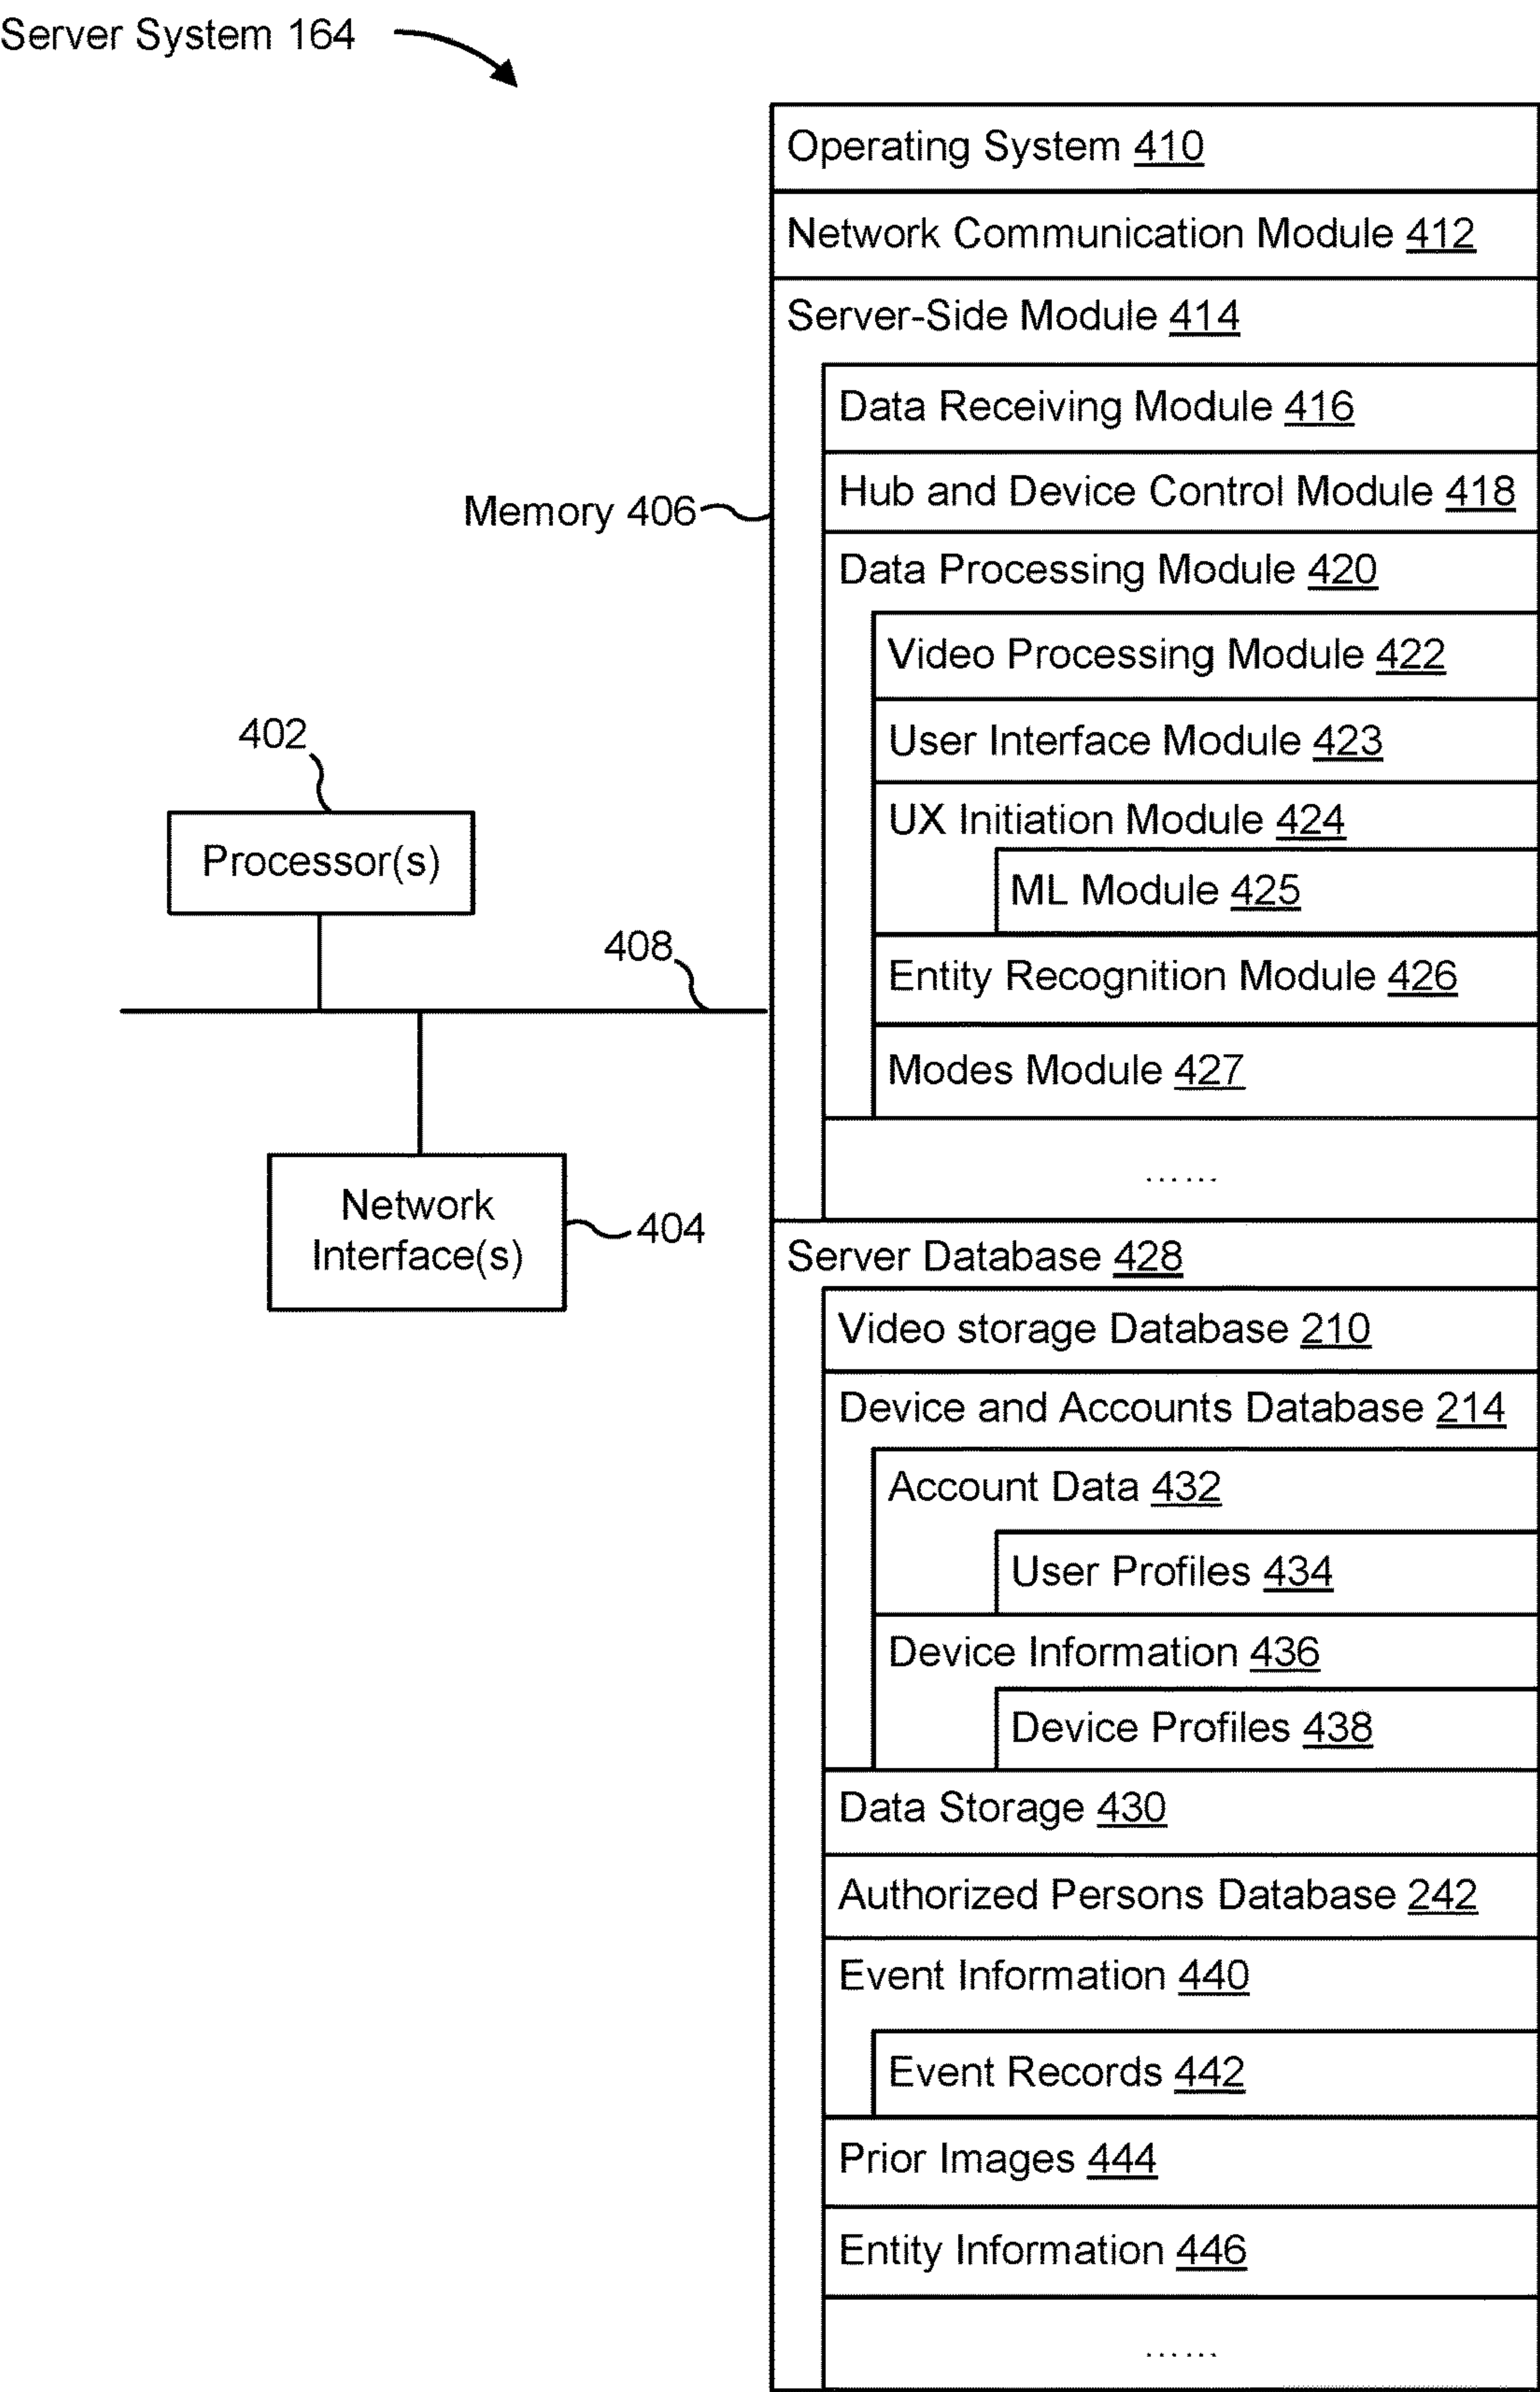 Server System 164
Operating System 410
Network Communication Module 412
Server-Side Module 414
Data Receiving Module 416
Hub and Device Control Module 418
Memory 406
Data Processing Module 420
Video Processing Module 422
User Interface Module 423
UX Initiation Module 424
ML Module 425
Entity Recognition Module 426
Modes Module 427
......
402
Processor(s)
408
Network
Interface(s)
404
Server Database 428
Video storage Database 210
Device and Accounts Database 214
Account Data 432
User Profiles 434
Device Information 436
Device Profiles 438
Data Storage 430
Authorized Persons Database 242
Event Information 440
Event Records 442
Prior Images 444
Entity Information 446
......